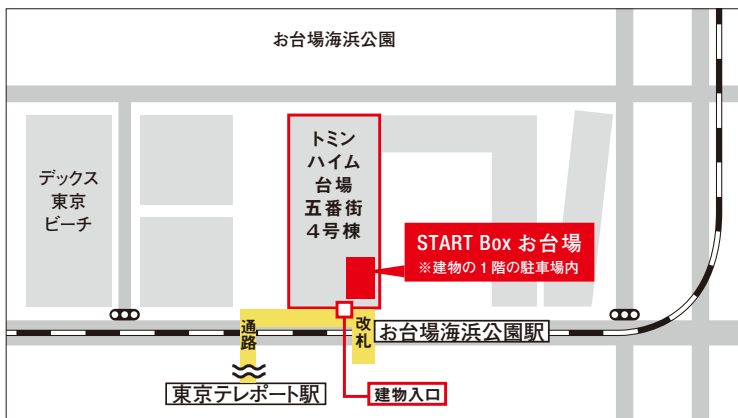 お台場海浜公園
デックス
東京
ビーチ
トミン
ハイム
台場
五番街
4号棟
START Box お台場
※建物の1階の駐車場内
通路
改札
お台場海浜公園駅
東京テレポート駅
建物入口